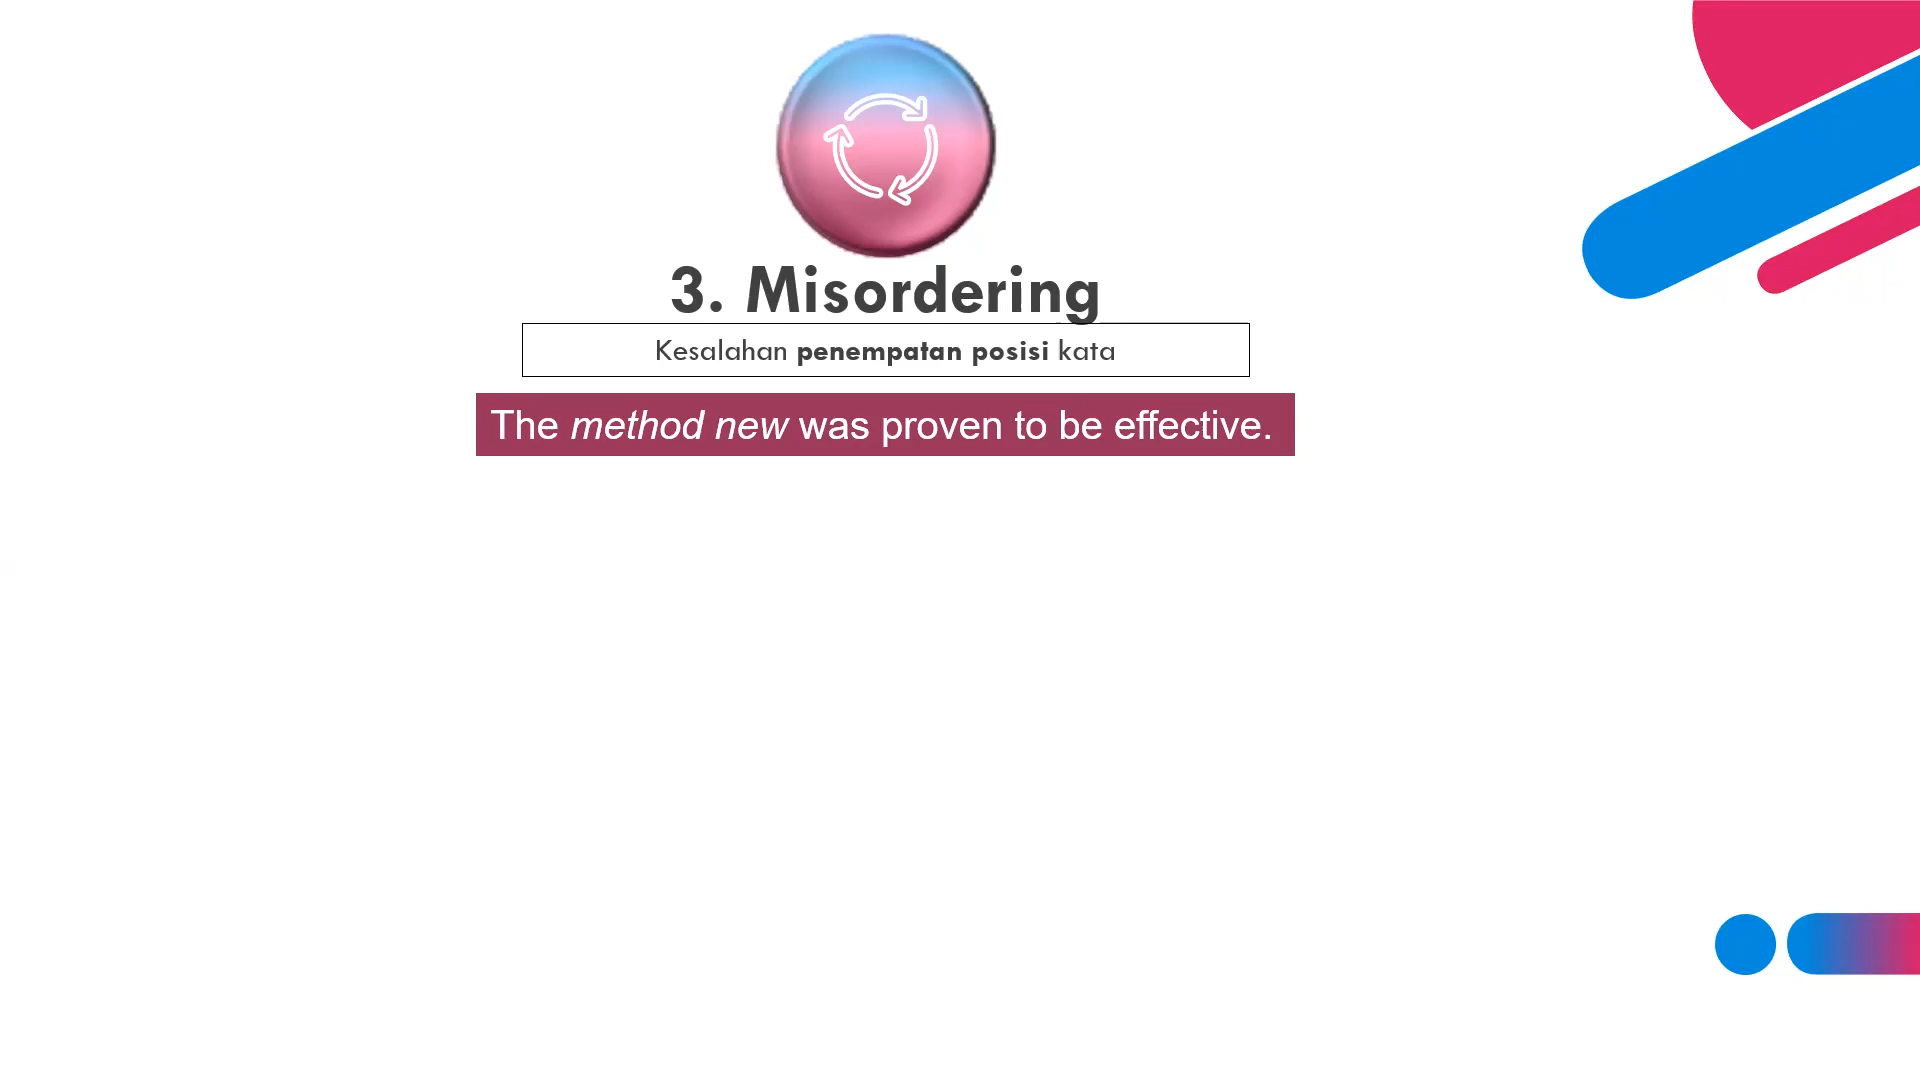 3. Misordering
Kesalahan penempatan posisi kata
The method new was proven to be effective.